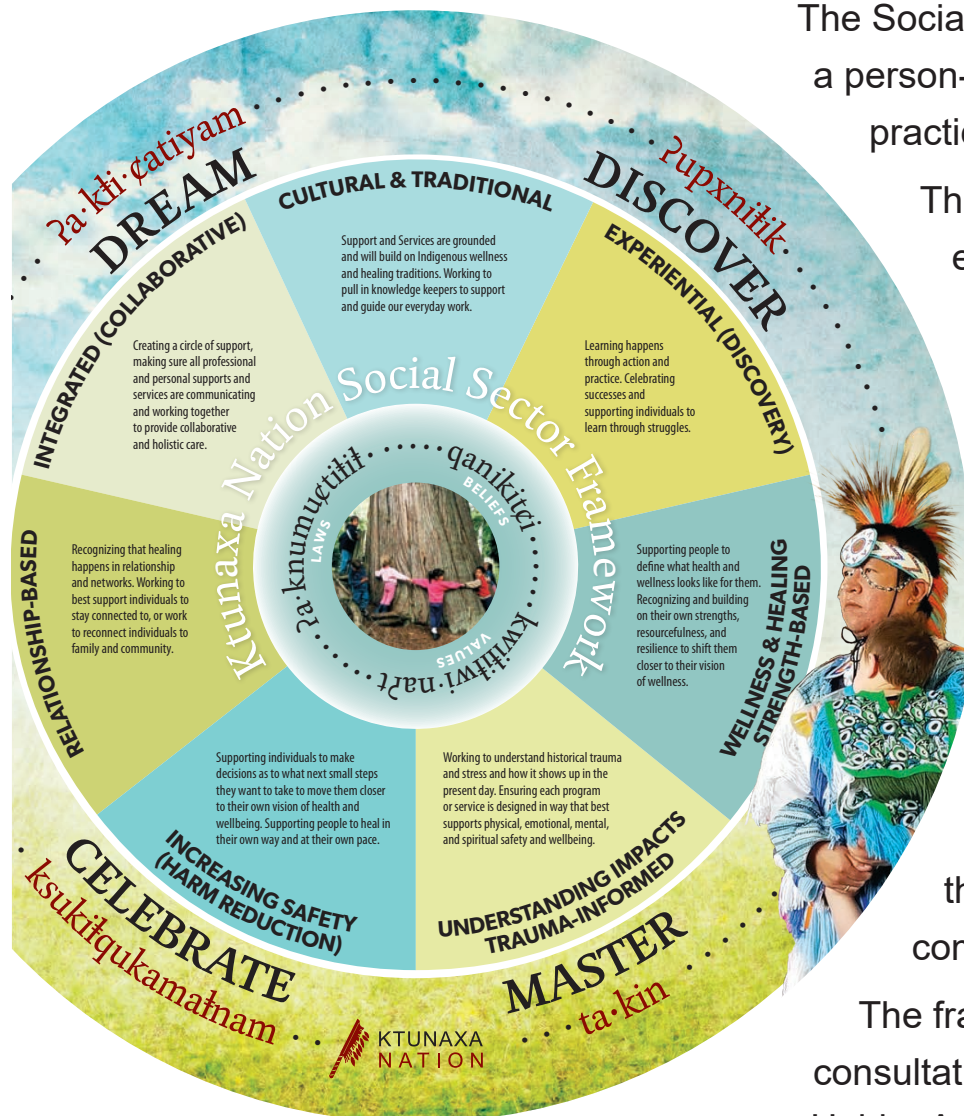 The Socia
a person-
practic
Th
e
ʔa·kⱡi·ȼatiyam
DREAM
ʔupxniⱡik
DISCOVER
CULTURAL & TRADITIONAL
Support and Services are grounded
and will build on Indigenous wellness
and healing traditions. Working to
pull in knowledge keepers to support
and guide our everyday work.
EXPERIENTIAL (DISCOVERY)
Learning happens
through action and
practice. Celebrating
successes and
supporting individuals to
learn through struggles.
INTEGRATED (COLLABORATIVE)
Creating a circle of support,
making sure all professional
and personal supports and
services are communicating
and working together
to provide collaborative
and holistic care.
Ktunaxa Nation Social Sector Framework
ʔa·knumuȼtiⱡiⱡ
LAWS
qanikitȼi
BELIEFS
kwiⱡiⱡtwi·naʔt
VALUES
RELATIONSHIP-BASED
Recognizing that healing
happens in relationship
and networks. Working to
best support individuals to
stay connected to, or work
to reconnect individuals to
family and community.
WELLNESS & HEALING
STRENGTH-BASED
Supporting people to
define what health and
wellness looks like for them.
Recognizing and building
on their own strengths,
resourcefulness, and
resilience to shift them
closer to their vision
of wellness.
Supporting individuals to make
decisions as to what next small steps
they want to take to move them closer
to their own vision of health and
wellbeing. Supporting people to heal in
their own way and at their own pace.
INCREASING SAFETY
(HARM REDUCTION)
Working to understand historical trauma
and stress and how it shows up in the
present day. Ensuring each program
or service is designed in way that best
supports physical, emotional, mental,
and spiritual safety and wellbeing.
UNDERSTANDING IMPACTS
TRAUMA-INFORMED
CELEBRATE
ksukiⱡqukamaⱡnam
MASTER
ta·kin
KTUNAXA
NATION
th
con
The fra
consultat